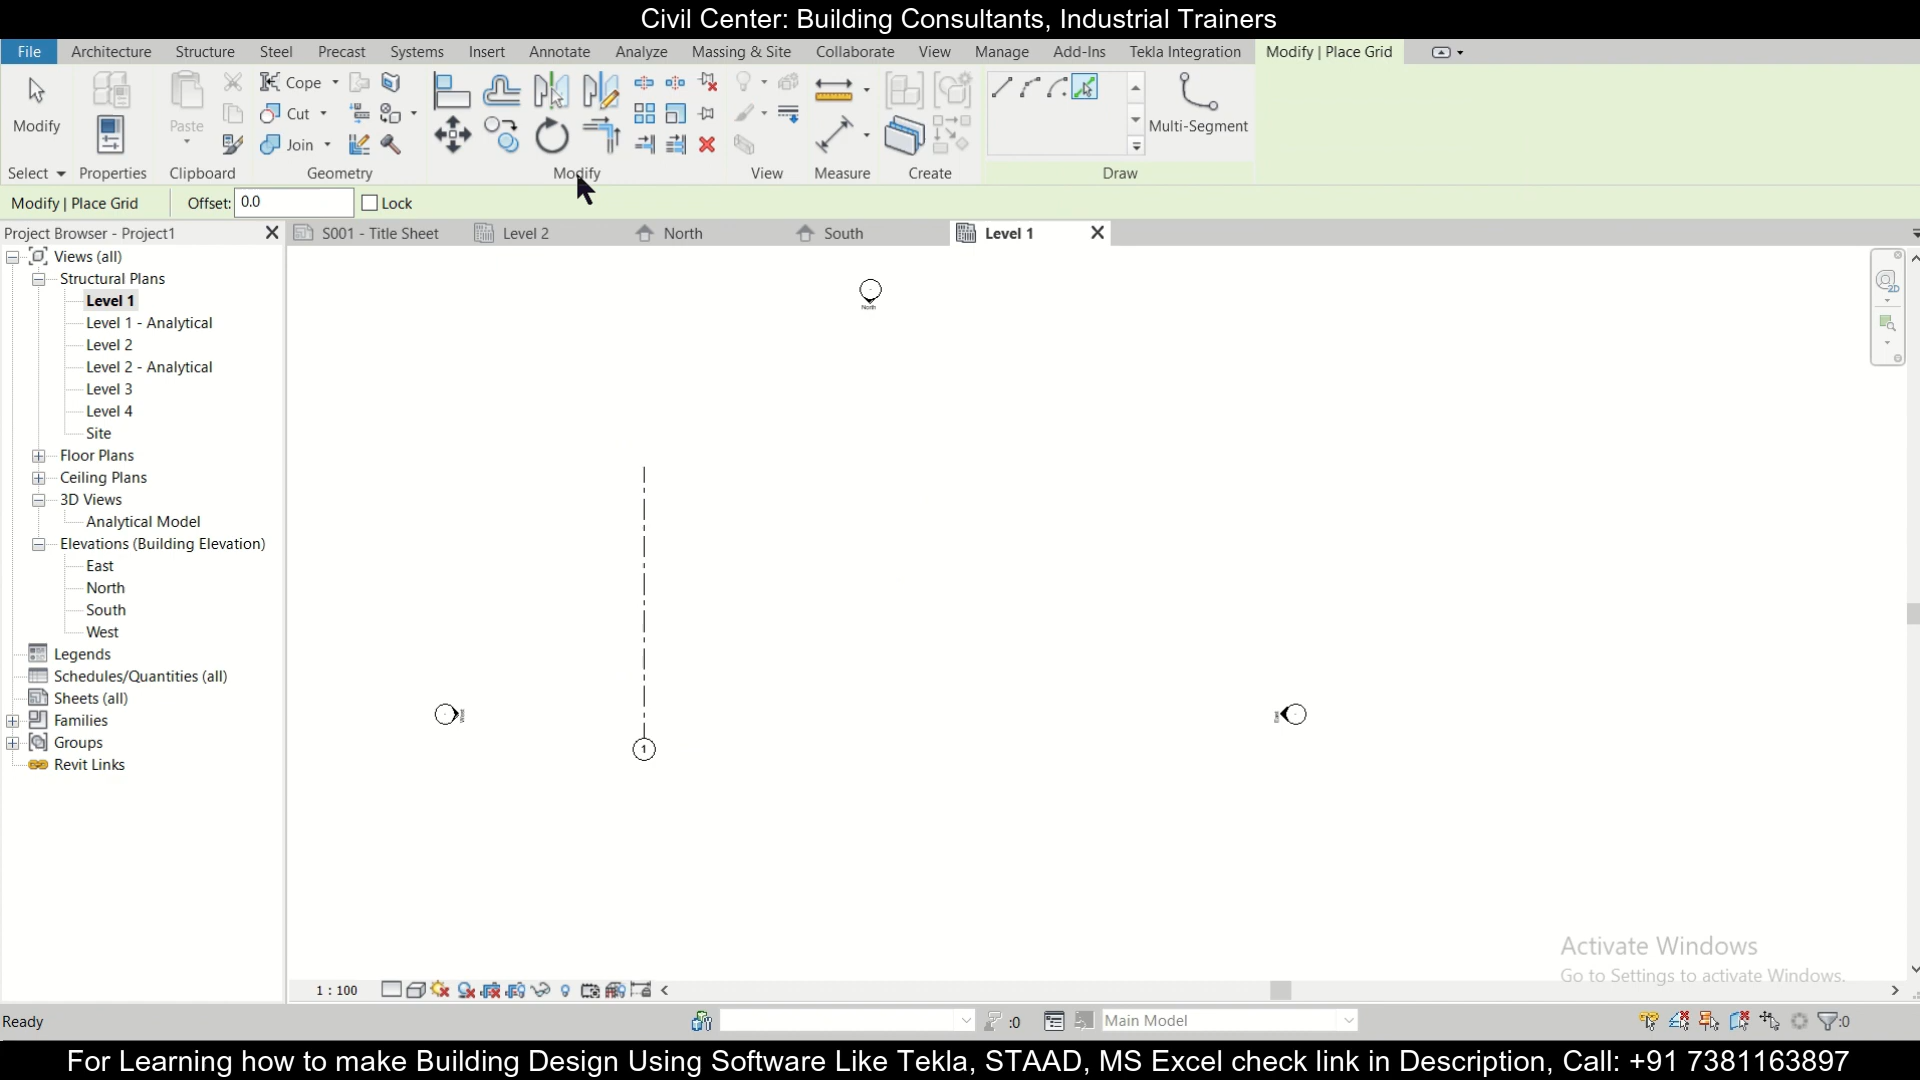 Civil Center: Building Consultants, Industrial Trainers
File Architecture Structure Steel Precast Systems Insert Annotate Analyze Massing & Site Collaborate View Manage Add-Ins Tekla Integration Modify | Place Grid
Modify Paste Cope Cut Join Multi-Segment
Select Properties Clipboard Geometry Modify View Measure Create Draw
Modify | Place Grid Offset: 0.0 Lock
Project Browser - Project1 S001 - Title Sheet Level 2 North South Level 1
Views (all)
Structural Plans
Level 1
Level 1 - Analytical
Level 2
Level 2 - Analytical
Level 3
Level 4
Site
Floor Plans
Ceiling Plans
3D Views
Analytical Model
Elevations (Building Elevation)
East
North
South
West
Legends
Schedules/Quantities (all)
Sheets (all)
Families
Groups
Revit Links
North
West
East
1
2D
Activate Windows
Go to Settings to activate Windows.
1 : 100
Ready :0 Main Model :0
For Learning how to make Building Design Using Software Like Tekla, STAAD, MS Excel check link in Description, Call: +91 7381163897